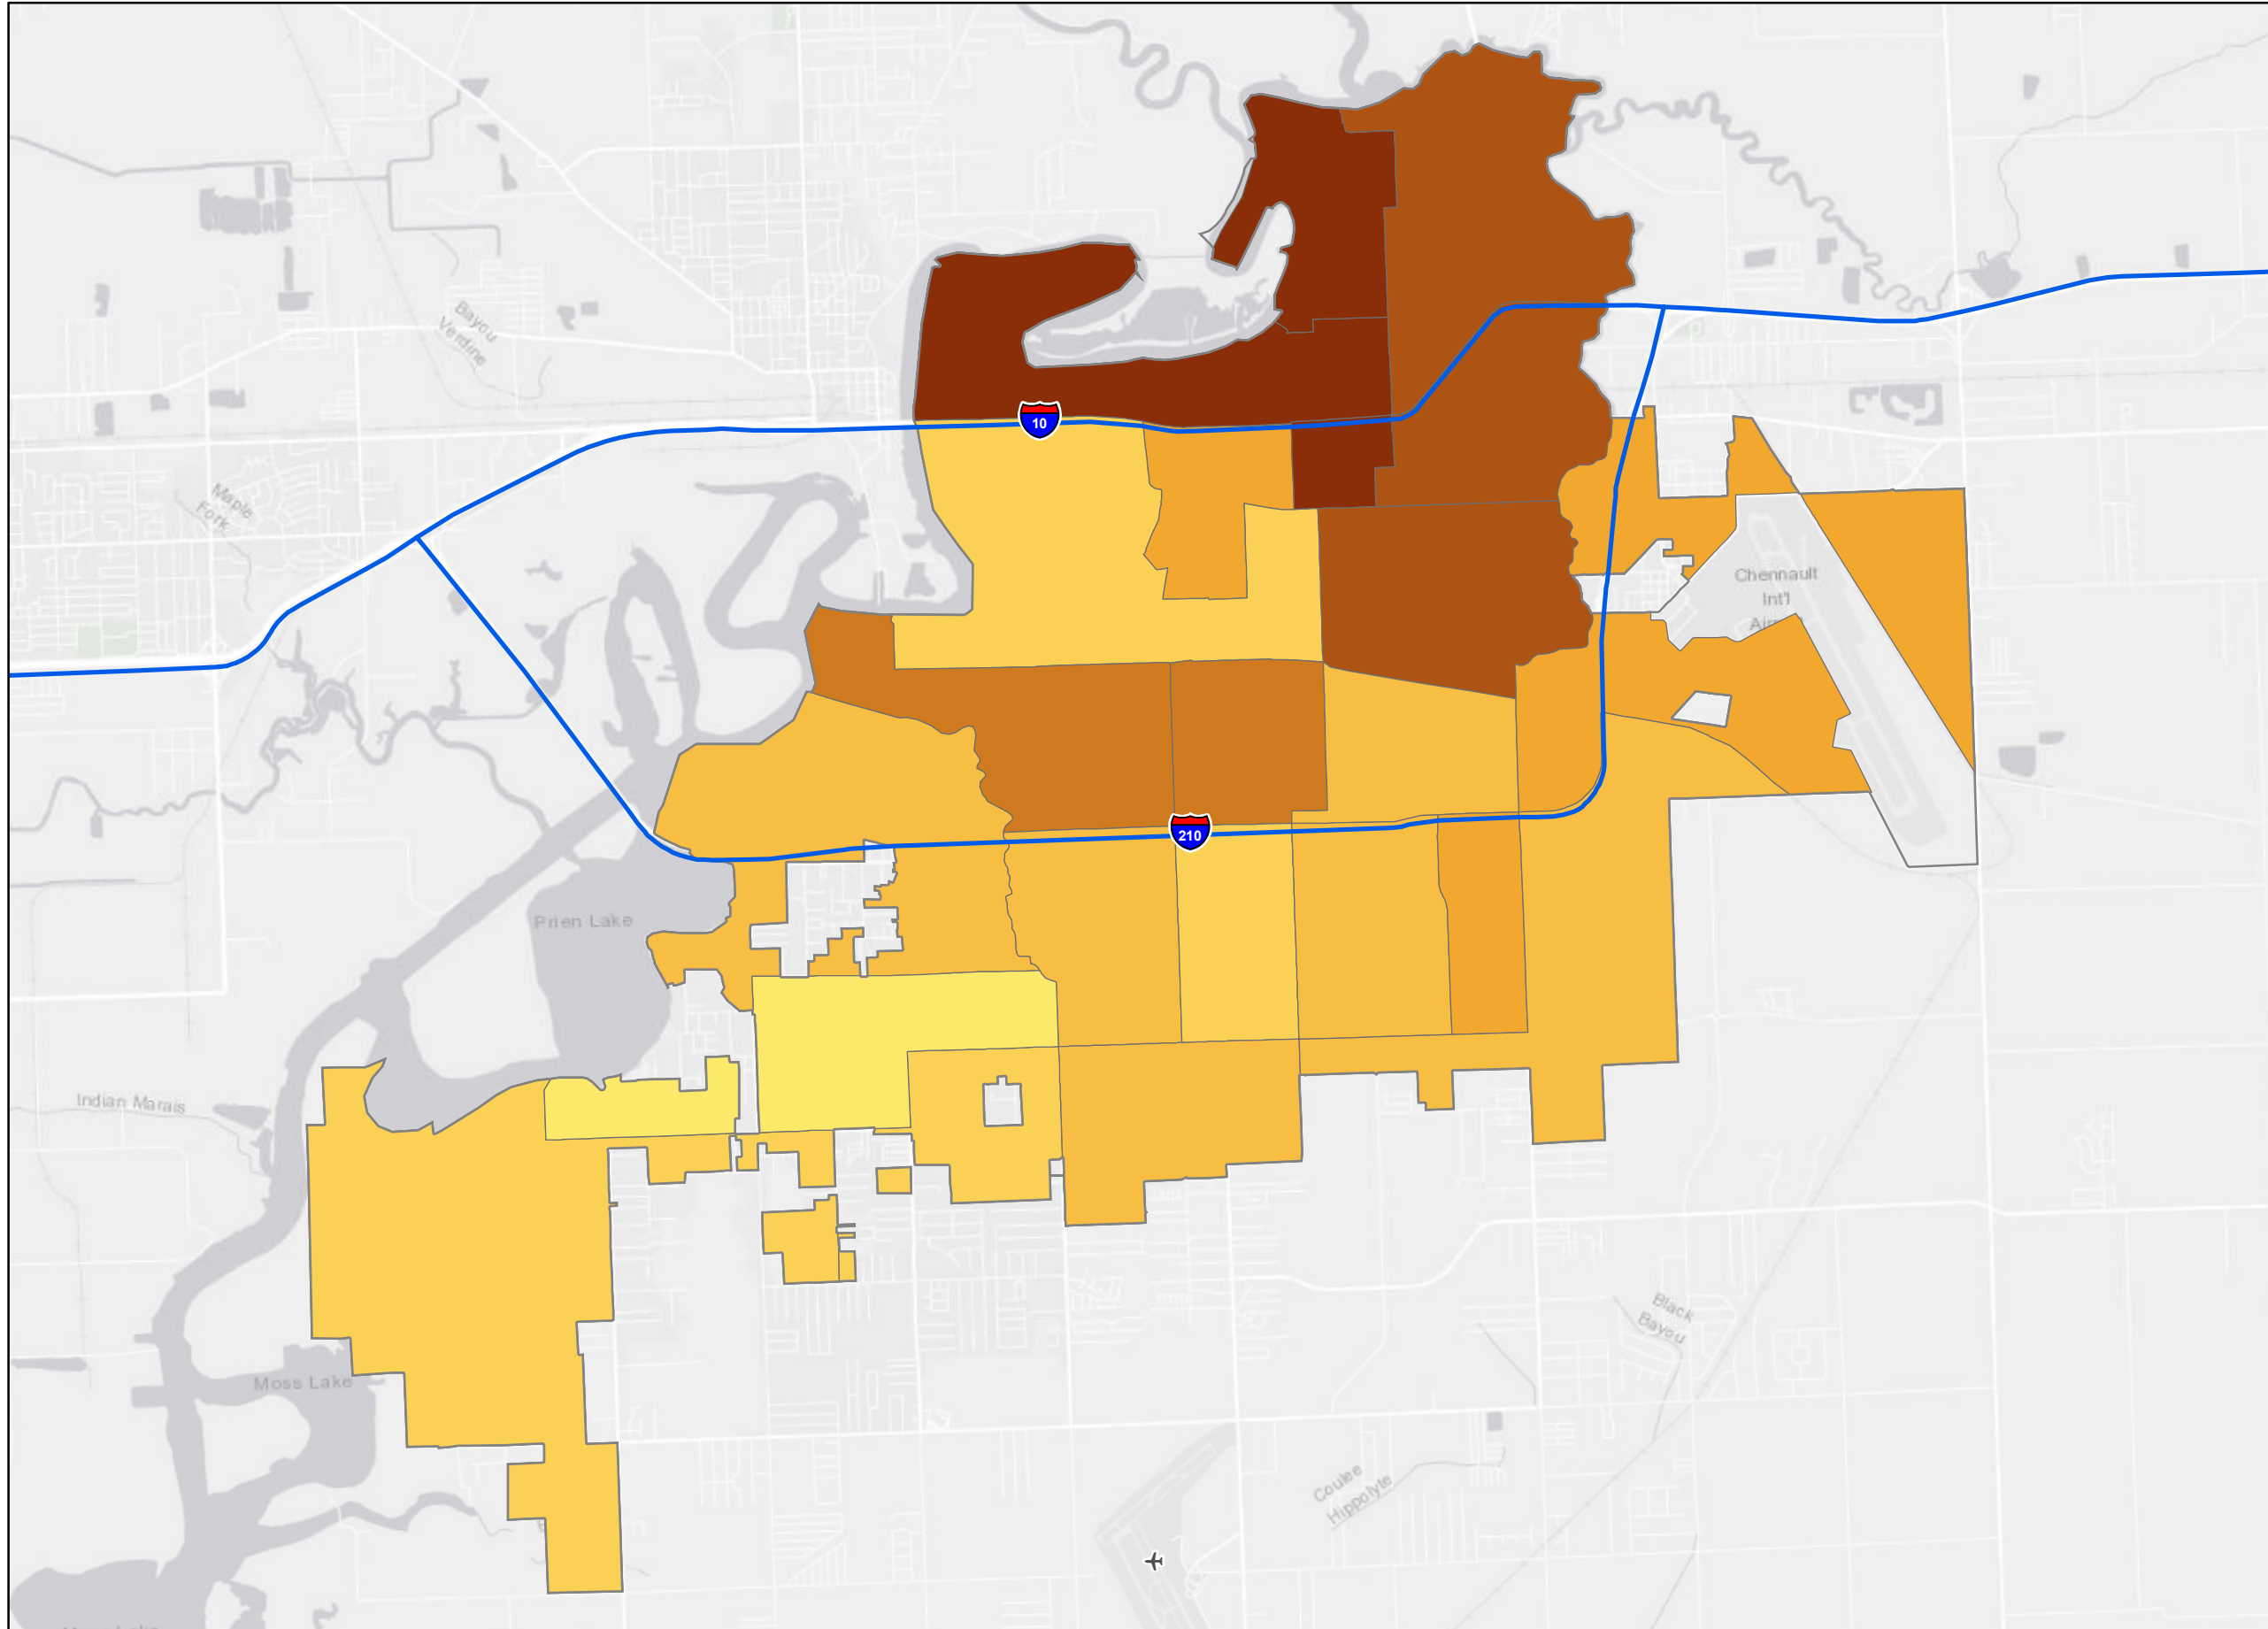 Bayou
Verdine
10
Maple
Fork
Chennault
Int'l
210
Prien Lake
Indian Marais
Black
Bayou
Moss Lake
Coulee
Hippolyte